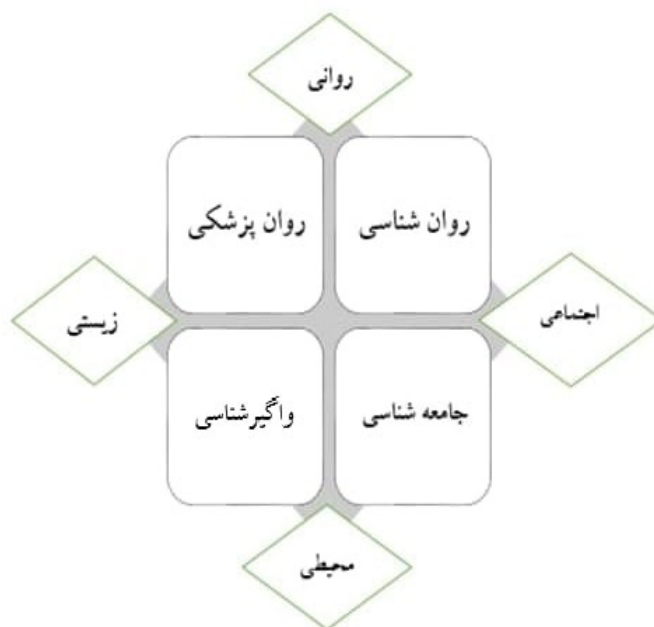 روانی
روان شناسی
روان پزشکی
اجتماعی
زیستی
جامعه شناسی
واگیرشناسی
محیطی